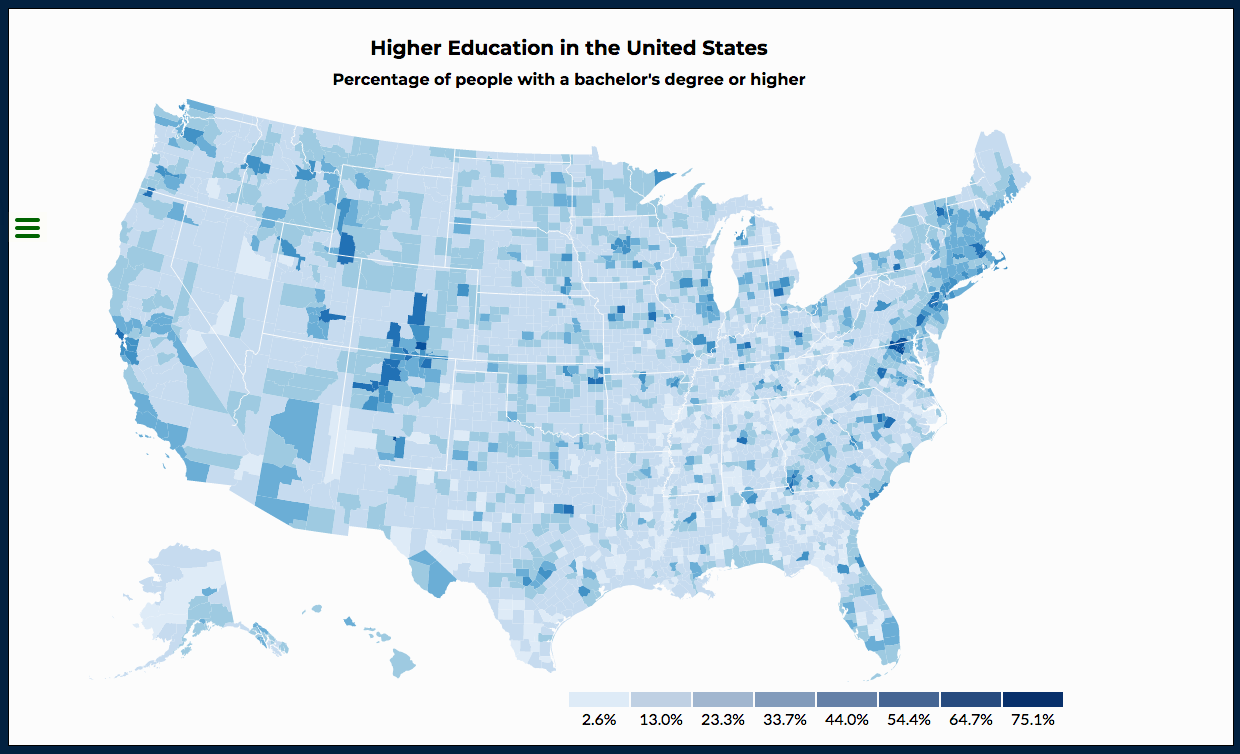 Higher Education in the United States
Percentage of people with a bachelor's degree or higher
2.6% 13.0% 23.3% 33.7% 44.0% 54.4% 64.7% 75.1%